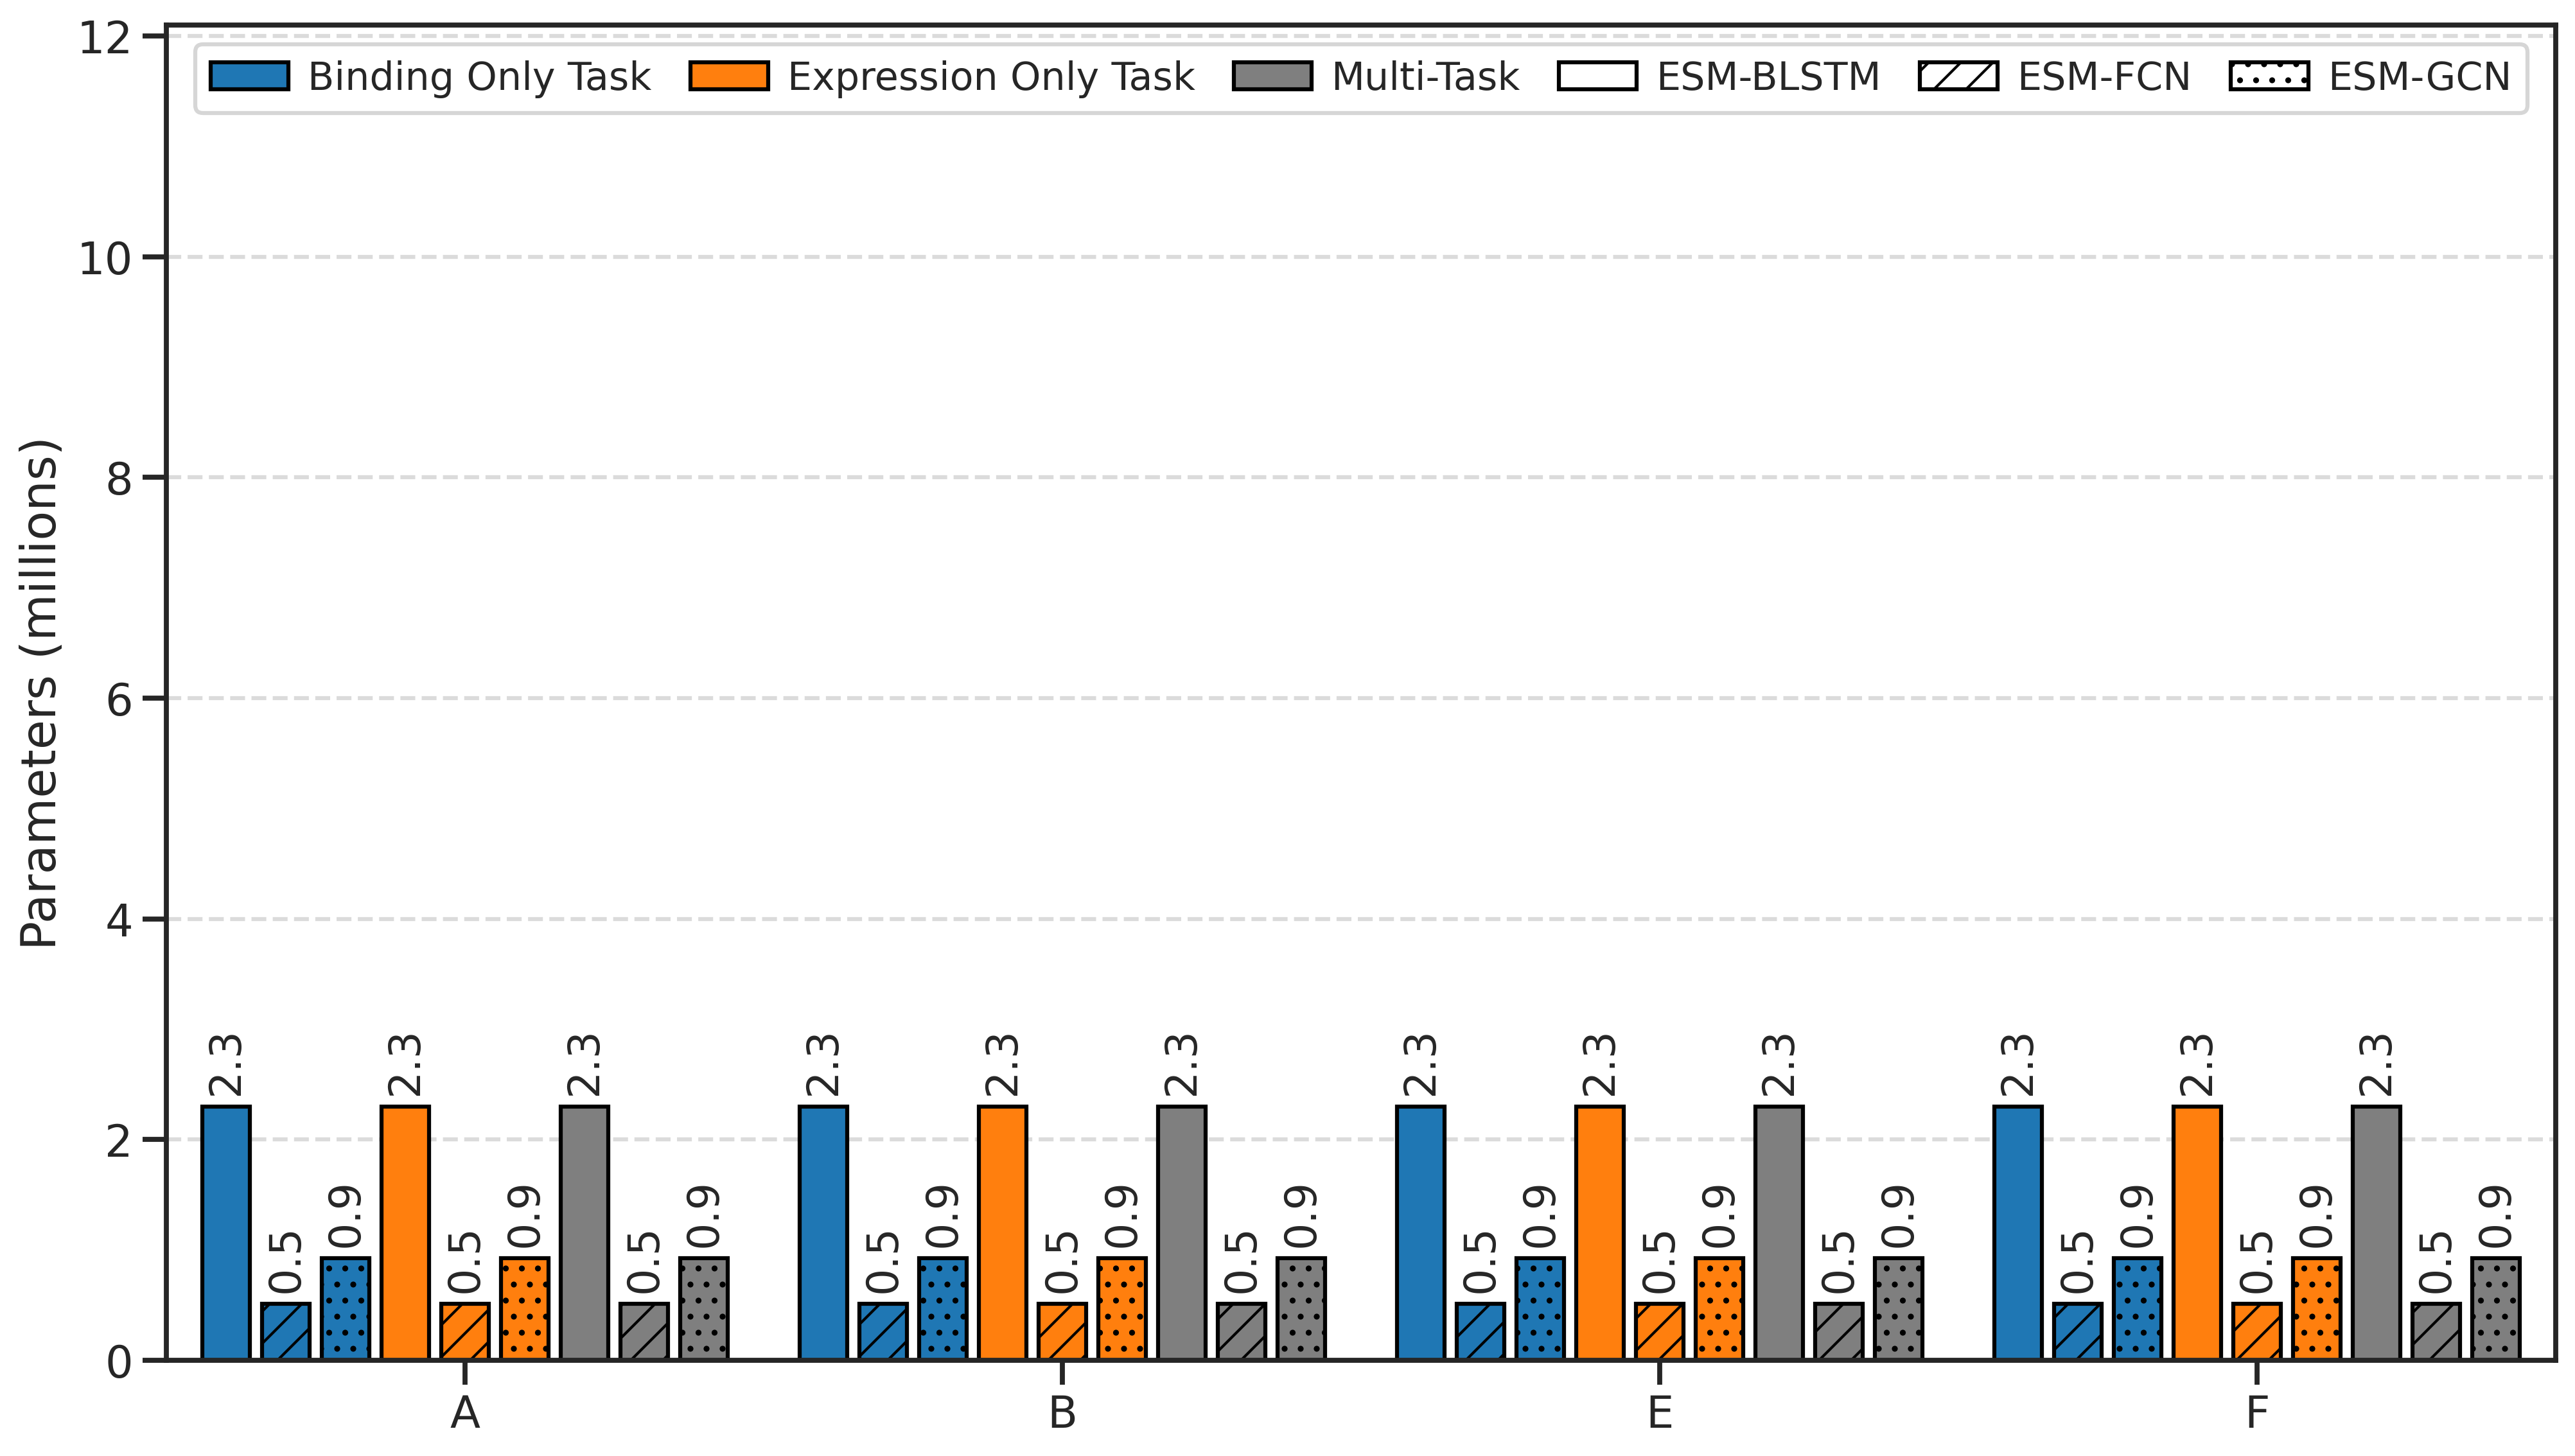 Parameters (millions)
12
10
8
6
4
2
0
Binding Only Task Expression Only Task Multi-Task ESM-BLSTM ESM-FCN ESM-GCN
2.3 0.5 0.9 2.3 0.5 0.9 2.3 0.5 0.9
2.3 0.5 0.9 2.3 0.5 0.9 2.3 0.5 0.9
2.3 0.5 0.9 2.3 0.5 0.9 2.3 0.5 0.9
2.3 0.5 0.9 2.3 0.5 0.9 2.3 0.5 0.9
A B E F